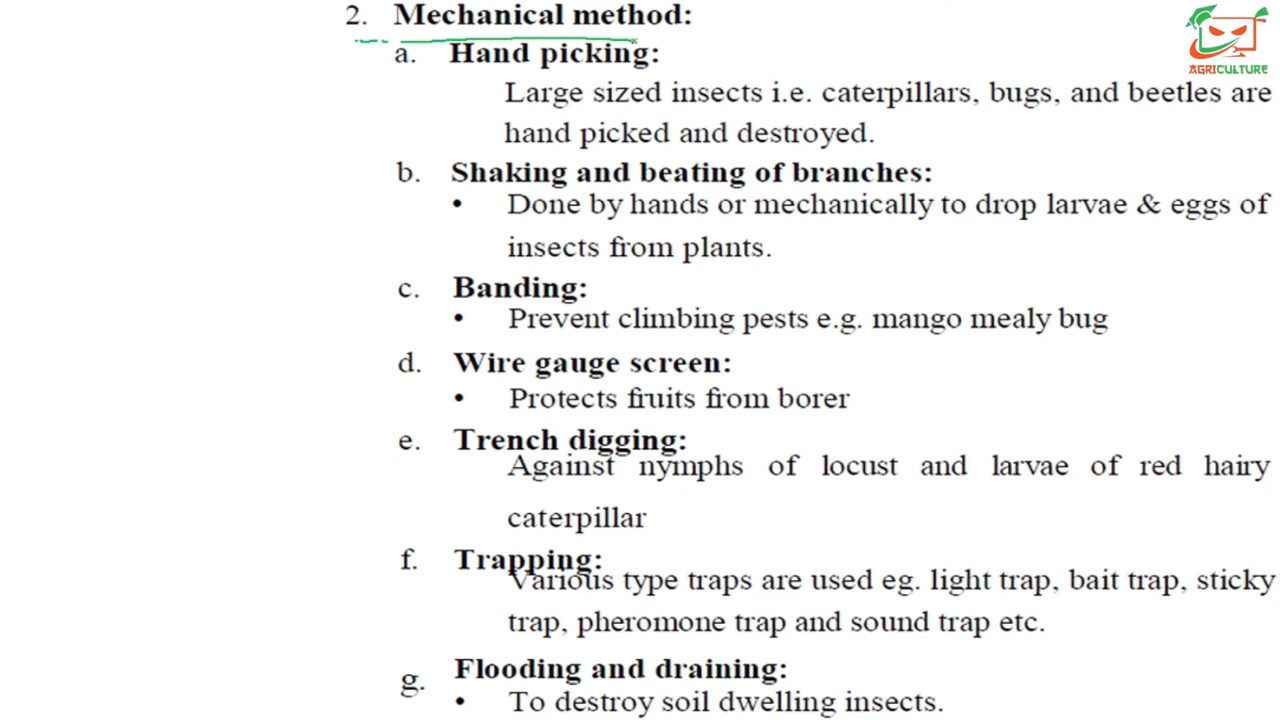 2. Mechanical method:
a. Hand picking:
Large sized insects i.e. caterpillars, bugs, and beetles are
hand picked and destroyed.
b. Shaking and beating of branches:
• Done by hands or mechanically to drop larvae & eggs of
insects from plants.
c. Banding:
• Prevent climbing pests e.g. mango mealy bug
d. Wire gauge screen:
• Protects fruits from borer
e. Trench digging:
Against nymphs of locust and larvae of red hairy
caterpillar
f. Trapping:
Various type traps are used eg. light trap, bait trap, sticky
trap, pheromone trap and sound trap etc.
g. Flooding and draining:
• To destroy soil dwelling insects.
AGRICULTURE